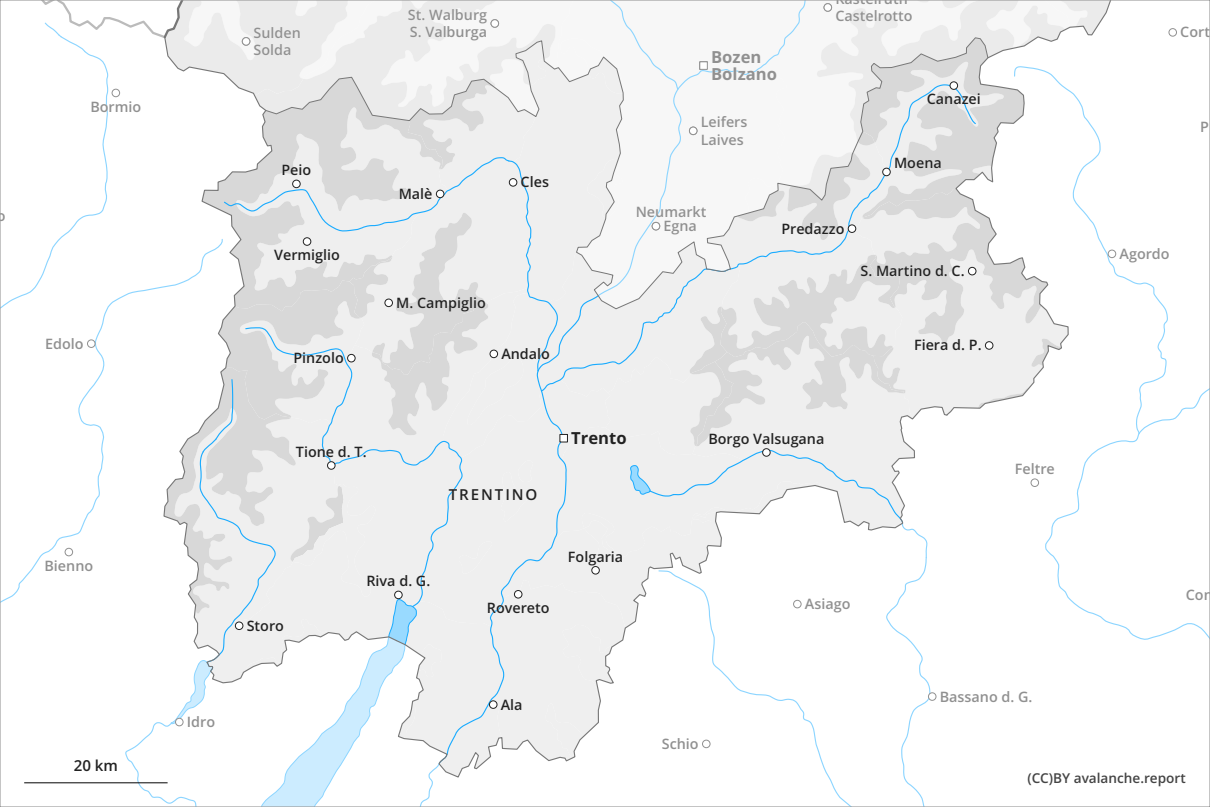 Kastelruth
Castelrotto
St. Walburg
S. Valburga
Sulden
Solda
Cort
Bozen
Bolzano
Bormio
Canazei
Leifers
Laives
P
Moena
Peio
Malè
Cles
Neumarkt
Egna
Predazzo
Vermiglio
Agordo
S. Martino d. C.
M. Campiglio
Edolo
Fiera d. P.
Pinzolo
Andalo
Trento
Borgo Valsugana
Tione d. T.
Feltre
TRENTINO
Folgaria
Bienno
Riva d. G.
Cor
Rovereto
Asiago
Storo
Bassano d. G.
Ala
Idro
Schio
20 km
(CC)BY avalanche.report